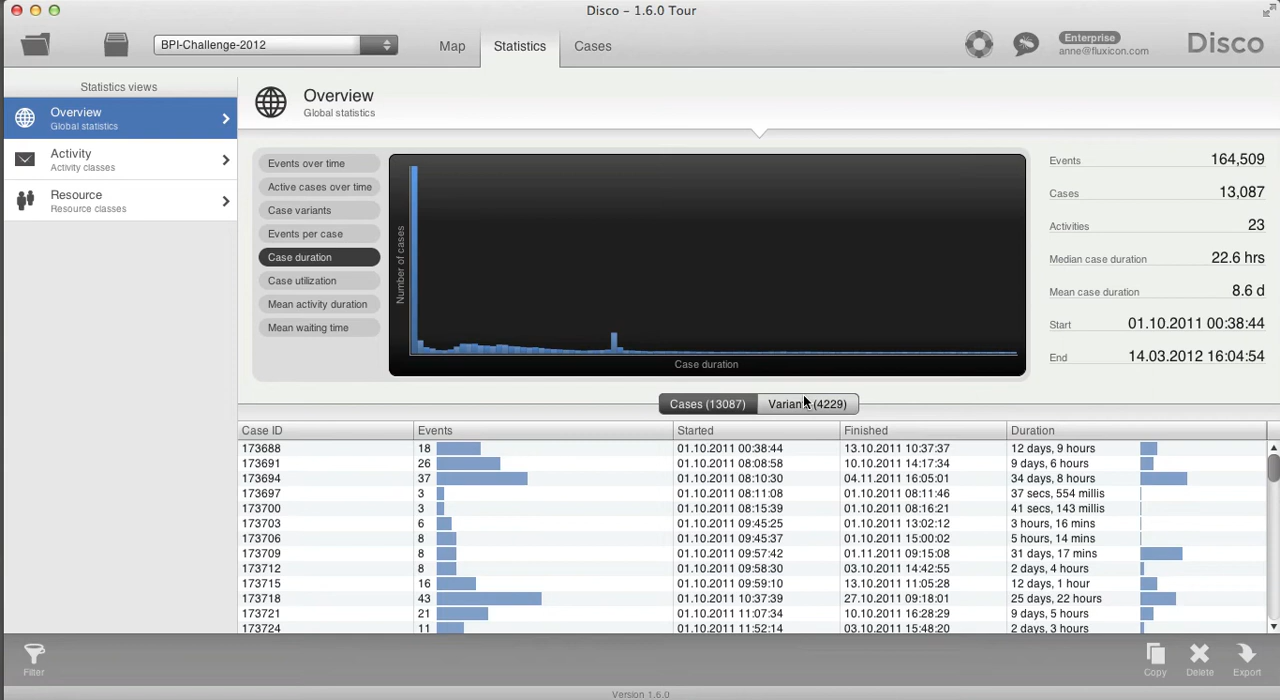 Disco – 1.6.0 Tour
BPI-Challenge-2012
Map
Statistics
Cases
Enterprise
anne@fluxicon.com
Disco
Statistics views
Overview
Global statistics
Activity
Activity classes
Resource
Resource classes
Overview
Global statistics
Events over time
Active cases over time
Case variants
Events per case
Case duration
Case utilization
Mean activity duration
Mean waiting time
Number of cases
Case duration
Events 164,509
Cases 13,087
Activities 23
Median case duration 22.6 hrs
Mean case duration 8.6 d
Start 01.10.2011 00:38:44
End 14.03.2012 16:04:54
Cases (13087) (4229)
Case ID Events Started Finished Duration
173688 18 01.10.2011 00:38:44 13.10.2011 10:37:37 12 days, 9 hours
173691 26 01.10.2011 08:08:58 10.10.2011 14:17:34 9 days, 6 hours
173694 37 01.10.2011 08:10:30 04.11.2011 16:05:01 34 days, 8 hours
173697 3 01.10.2011 08:11:08 01.10.2011 08:11:46 37 secs, 554 millis
173700 3 01.10.2011 08:15:39 01.10.2011 08:16:21 41 secs, 143 millis
173703 6 01.10.2011 09:45:25 01.10.2011 13:02:12 3 hours, 16 mins
173706 8 01.10.2011 09:45:37 01.10.2011 15:00:02 5 hours, 14 mins
173709 8 01.10.2011 09:57:42 01.11.2011 09:15:08 31 days, 17 mins
173712 8 01.10.2011 09:58:30 03.10.2011 14:42:55 2 days, 4 hours
173715 16 01.10.2011 09:59:10 13.10.2011 11:05:28 12 days, 1 hour
173718 43 01.10.2011 10:37:39 27.10.2011 09:18:01 25 days, 22 hours
173721 21 01.10.2011 11:07:34 10.10.2011 16:28:29 9 days, 5 hours
173724 11 01.10.2011 11:52:14 03.10.2011 15:48:20 2 days, 3 hours
Filter
Copy
Delete
Export
Version 1.6.0